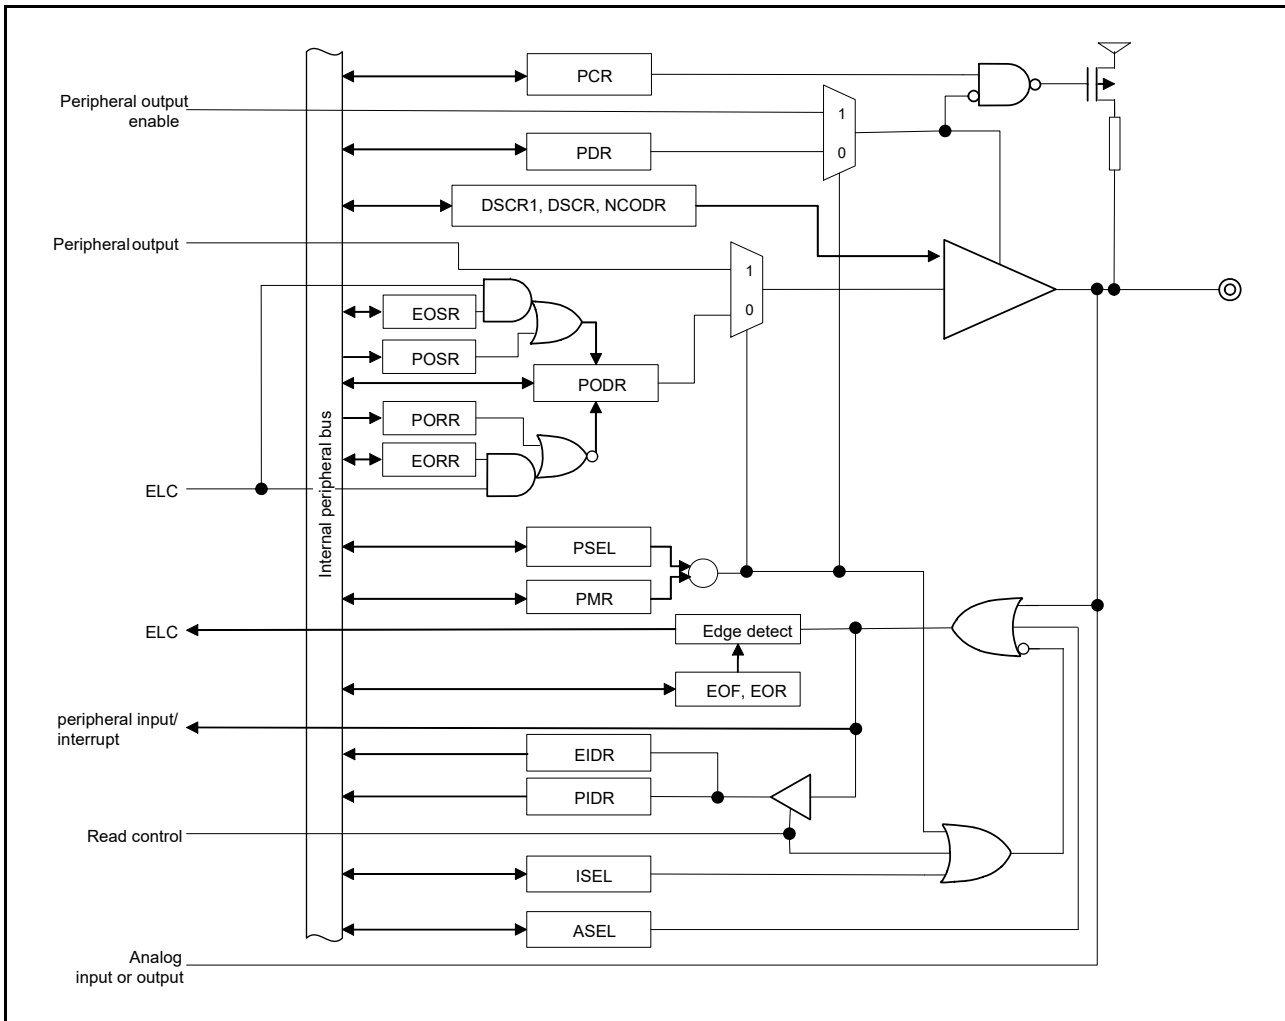 PCR
Peripheral output
enable
1
0
PDR
DSCR1, DSCR, NCODR
Peripheral output
1
0
EOSR
POSR
PODR
PORR
EORR
Internal peripheral bus
ELC
PSEL
PMR
ELC
Edge detect
EOF, EOR
peripheral input/
interrupt
EIDR
PIDR
Read control
ISEL
ASEL
Analog
input or output